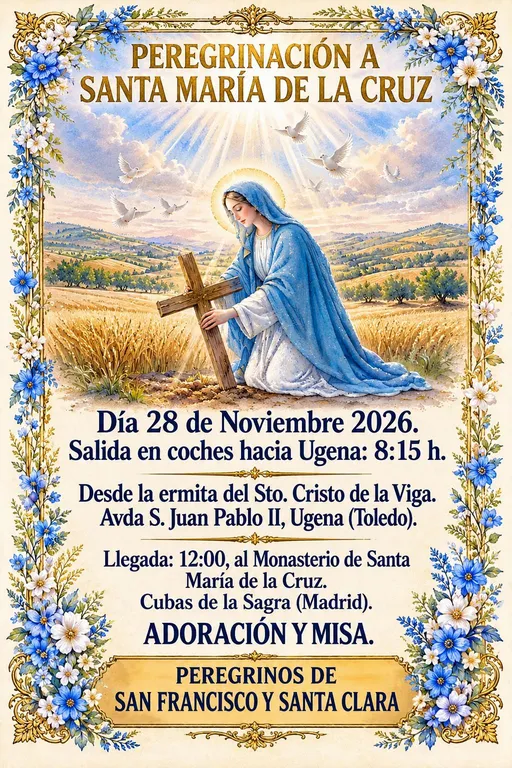 PEREGRINACIÓN A
SANTA MARÍA DE LA CRUZ
Día 28 de Noviembre 2026.
Salida en coches hacia Ugena: 8:15 h.
Desde la ermita del Sto. Cristo de la Viga.
Avda S. Juan Pablo II, Ugena (Toledo).
Llegada: 12:00, al Monasterio de Santa
María de la Cruz.
Cubas de la Sagra (Madrid).
ADORACIÓN Y MISA.
PEREGRINOS DE
SAN FRANCISCO Y SANTA CLARA